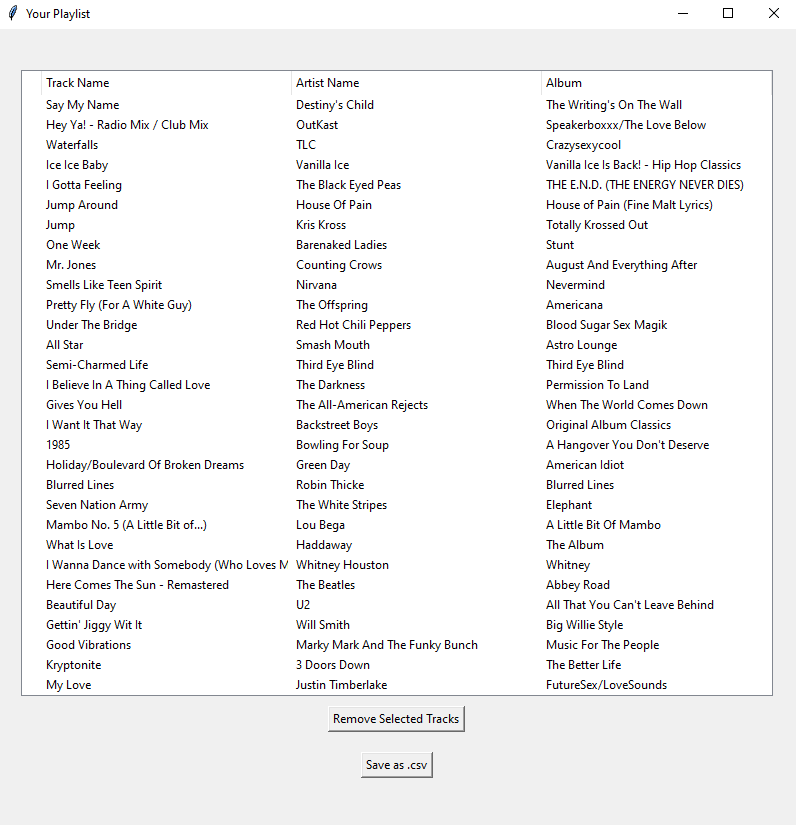 Your Playlist
Track Name Artist Name Album
Say My Name Destiny's Child The Writing's On The Wall
Hey Ya! - Radio Mix / Club Mix OutKast Speakerboxxx/The Love Below
Waterfalls TLC Crazysexycool
Ice Ice Baby Vanilla Ice Vanilla Ice Is Back! - Hip Hop Classics
I Gotta Feeling The Black Eyed Peas THE E.N.D. (THE ENERGY NEVER DIES)
Jump Around House Of Pain House of Pain (Fine Malt Lyrics)
Jump Kris Kross Totally Krossed Out
One Week Barenaked Ladies Stunt
Mr. Jones Counting Crows August And Everything After
Smells Like Teen Spirit Nirvana Nevermind
Pretty Fly (For A White Guy) The Offspring Americana
Under The Bridge Red Hot Chili Peppers Blood Sugar Sex Magik
All Star Smash Mouth Astro Lounge
Semi-Charmed Life Third Eye Blind Third Eye Blind
I Believe In A Thing Called Love The Darkness Permission To Land
Gives You Hell The All-American Rejects When The World Comes Down
I Want It That Way Backstreet Boys Original Album Classics
1985 Bowling For Soup A Hangover You Don't Deserve
Holiday/Boulevard Of Broken Dreams Green Day American Idiot
Blurred Lines Robin Thicke Blurred Lines
Seven Nation Army The White Stripes Elephant
Mambo No. 5 (A Little Bit of...) Lou Bega A Little Bit Of Mambo
What Is Love Haddaway The Album
I Wanna Dance with Somebody (Who Loves M Whitney Houston Whitney
Here Comes The Sun - Remastered The Beatles Abbey Road
Beautiful Day U2 All That You Can't Leave Behind
Gettin' Jiggy Wit It Will Smith Big Willie Style
Good Vibrations Marky Mark And The Funky Bunch Music For The People
Kryptonite 3 Doors Down The Better Life
My Love Justin Timberlake FutureSex/LoveSounds
Remove Selected Tracks
Save as .csv